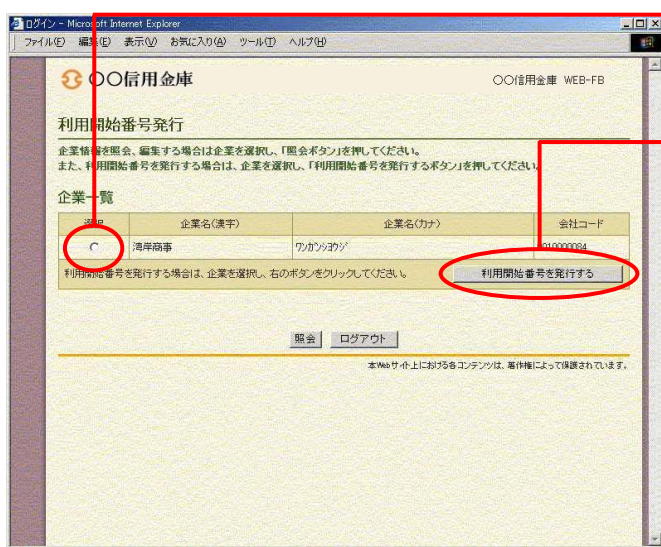 ログイン - Microsoft Internet Explorer
ファイル(F) 編集(E) 表示(V) お気に入り(A) ツール(T) ヘルプ(H)
〇〇信用金庫
〇〇信用金庫 WEB-FB
利用開始番号発行
企業情報を照会、編集する場合は企業を選択し、「照会ボタン」を押してください。
また、利用開始番号を発行する場合は、企業を選択し、「利用開始番号を発行するボタン」を押してください。
企業一覧
選択 企業名(漢字) 企業名(カナ) 会社コード
湾岸商事 ワンガンシヨウジ 0010000084
利用開始番号を発行する場合は、企業を選択し、右のボタンをクリックしてください。 利用開始番号を発行する
照会 ログアウト
本Webサイト上における各コンテンツは、著作権によって保護されています。